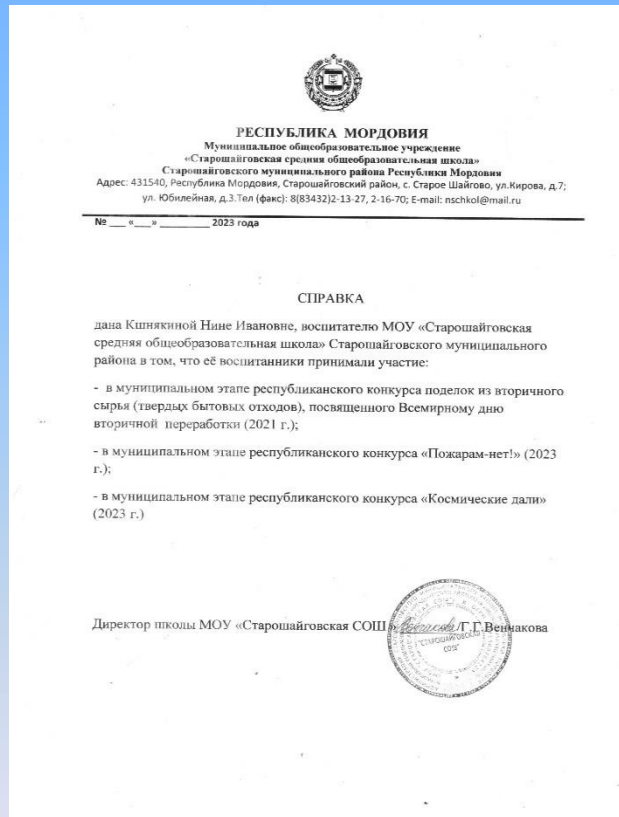 РЕСПУБЛИКА МОРДОВИЯ
Муниципальное общеобразовательное учреждение
«Старошайговская средняя общеобразовательная школа»
Старошайговского муниципального района Республики Мордовия
Адрес: 431540, Республика Мордовия, Старошайговский район, с. Старое Шайгово, ул.Кирова, д.7;
ул. Юбилейная, д.3.Тел (факс): 8(83432)2-13-27, 2-16-70; E-mail: nschkol@mail.ru
№ ___ «___» _________ 2023 года
СПРАВКА
дана Кшнякиной Нине Ивановне, воспитателю МОУ «Старошайговская
средняя общеобразовательная школа» Старошайговского муниципального
района в том, что её воспитанники принимали участие:
- в муниципальном этапе республиканского конкурса поделок из вторичного
сырья (твердых бытовых отходов), посвященного Всемирному дню
вторичной переработки (2021 г.);
- в муниципальном этапе республиканского конкурса «Пожарам-нет!» (2023
г.);
- в муниципальном этапе республиканского конкурса «Космические дали»
(2023 г.)
Директор школы МОУ «Старошайговская СОШ» /Г.Г.Венчакова
"СТАРОШАЙГОВСКАЯ
СОШ"